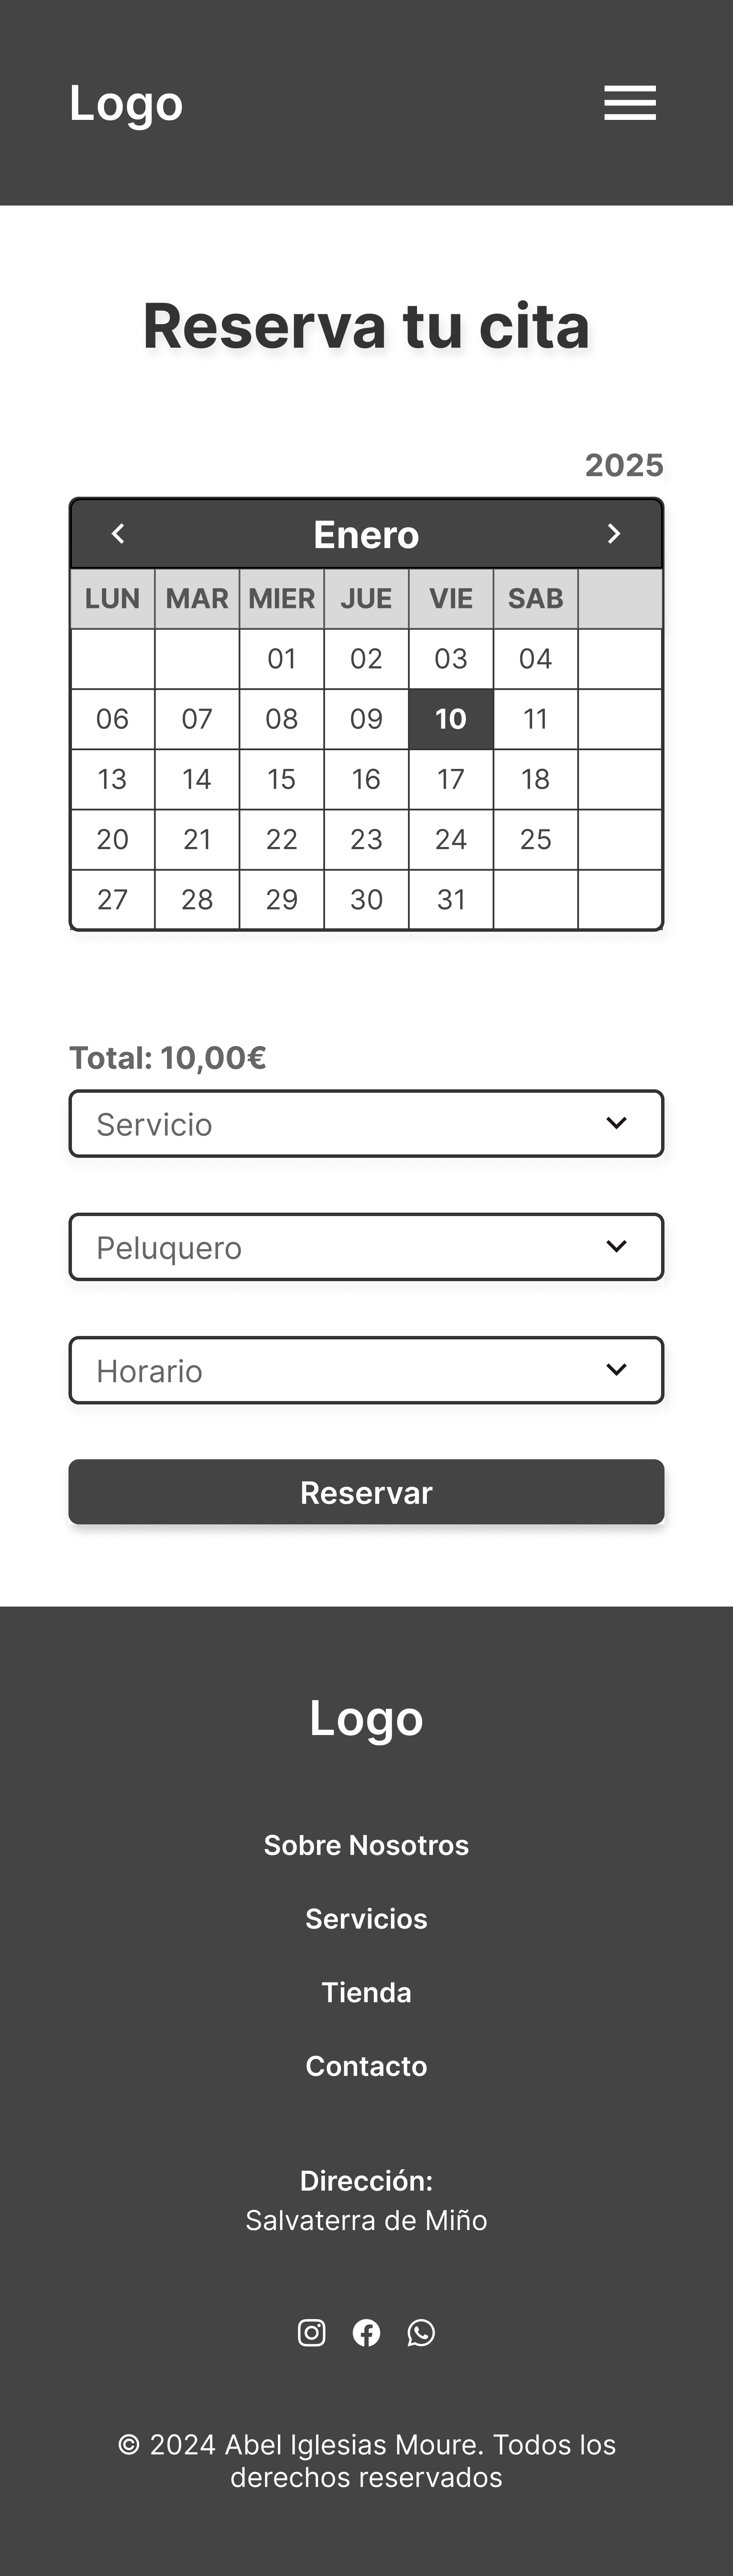 Logo
Reserva tu cita
2025
Enero
LUN MAR MIER JUE VIE SAB
01 02 03 04
06 07 08 09 10 11
13 14 15 16 17 18
20 21 22 23 24 25
27 28 29 30 31
Total: 10,00€
Servicio
Peluquero
Horario
Reservar
Logo
Sobre Nosotros
Servicios
Tienda
Contacto
Dirección:
Salvaterra de Miño
© 2024 Abel Iglesias Moure. Todos los
derechos reservados